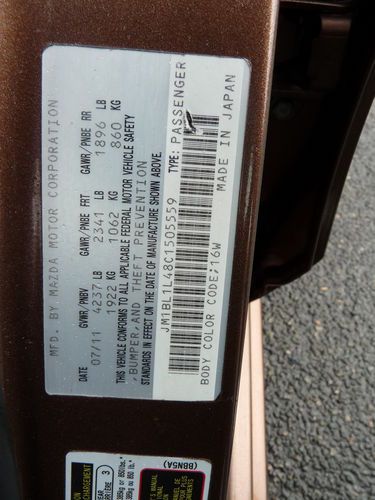 MFD. BY MAZDA MOTOR CORPORATION
GVWR/PNBV GAWR/PNBE FRT GAWR/PNBE RR
DATE 4237 LB 2341 LB 1896 LB
07/11 1922 KG 1062 KG 860 KG
THIS VEHICLE CONFORMS TO ALL APPLICABLE FEDERAL MOTOR VEHICLE SAFETY
, BUMPER, AND THEFT PREVENTION
STANDARDS IN EFFECT ON THE DATE OF MANUFACTURE SHOWN ABOVE.
JM1BL1L48C1505559 TYPE: PASSENGER
BODY COLOR CODE:16W MADE IN JAPAN
(BBN5A)
CHARGEMENT
3